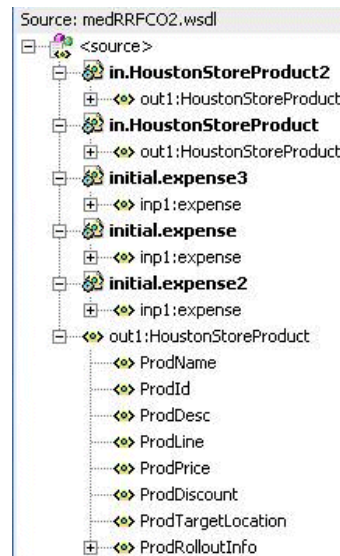 Source: medRRFCO2.wsdl
<source>
in.HoustonStoreProduct2
out1:HoustonStoreProduct
in.HoustonStoreProduct
out1:HoustonStoreProduct
initial.expense3
inp1:expense
initial.expense
inp1:expense
initial.expense2
inp1:expense
out1:HoustonStoreProduct
ProdName
ProdId
ProdDesc
ProdLine
ProdPrice
ProdDiscount
ProdTargetLocation
ProdRolloutInfo